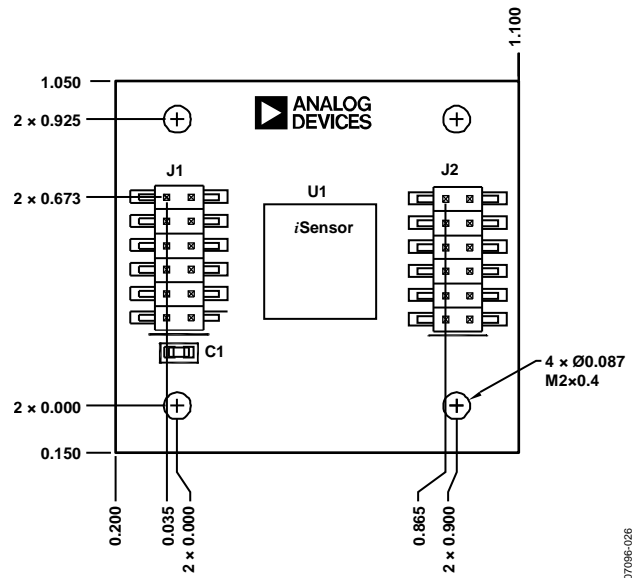 1.100
1.050
ANALOG
DEVICES
2 × 0.925
J1
J2
2 × 0.673
U1
iSensor
C1
4 × Ø0.087
M2×0.4
2 × 0.000
0.150
0.200
0.035
2 × 0.000
0.865
2 × 0.900
07096-026